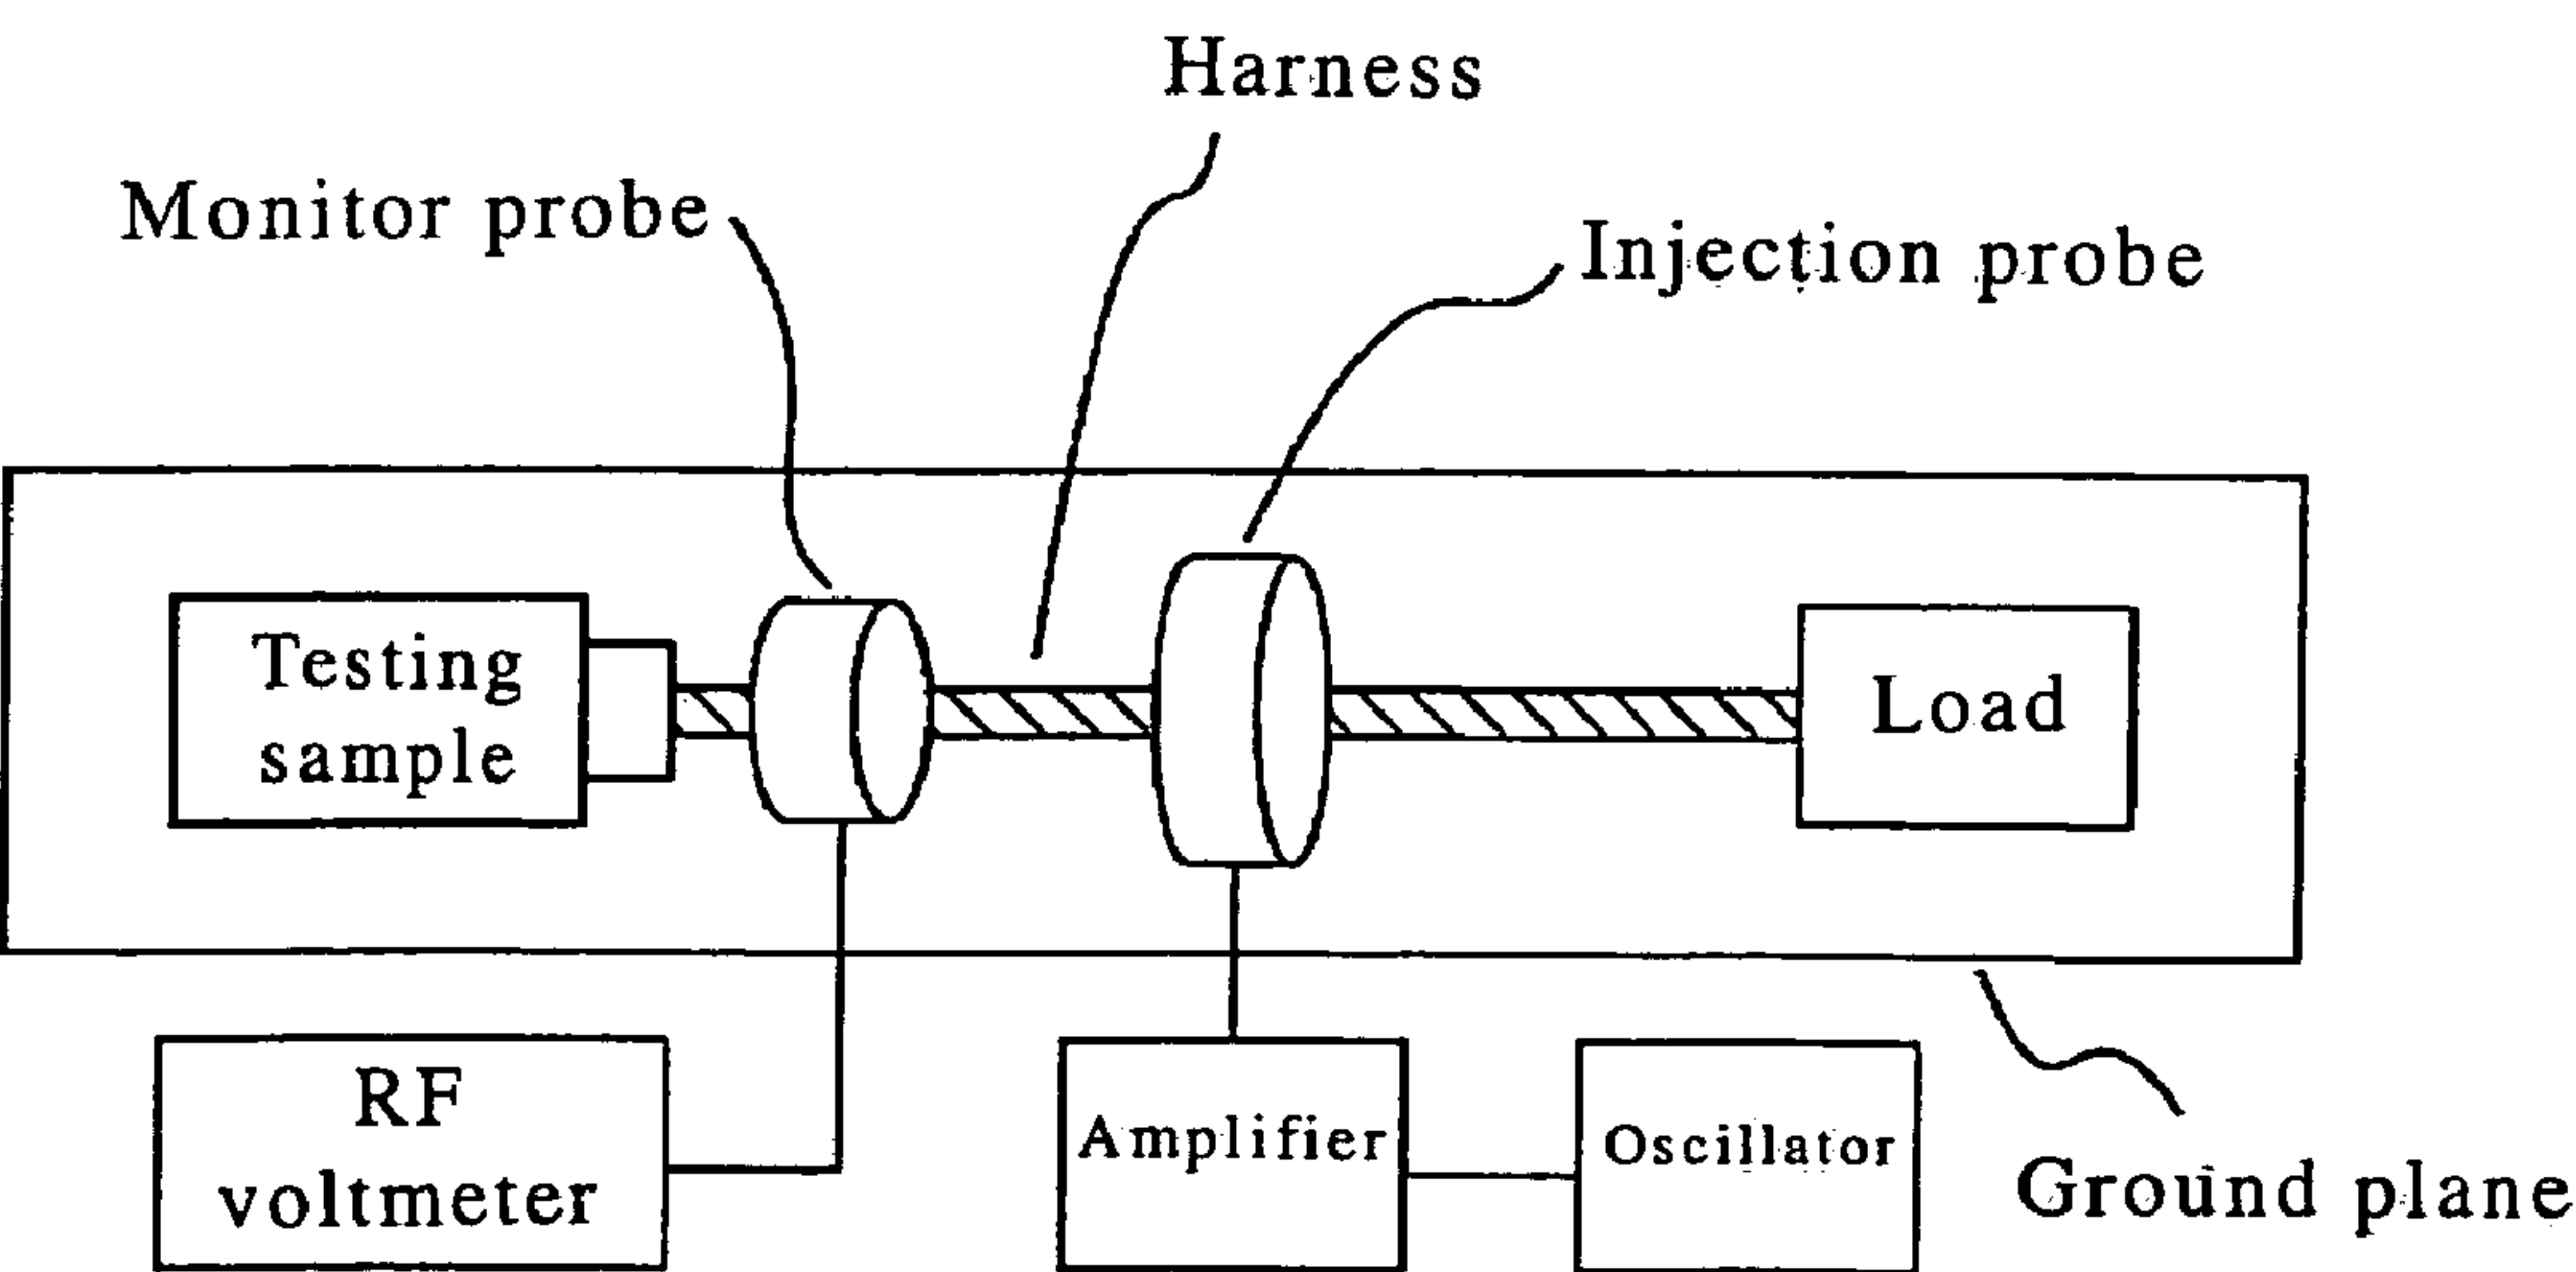 Harness
Monitor probe
Injection probe
Testing
sample
Load
RF
voltmeter
Amplifier
Oscillator
Ground plane